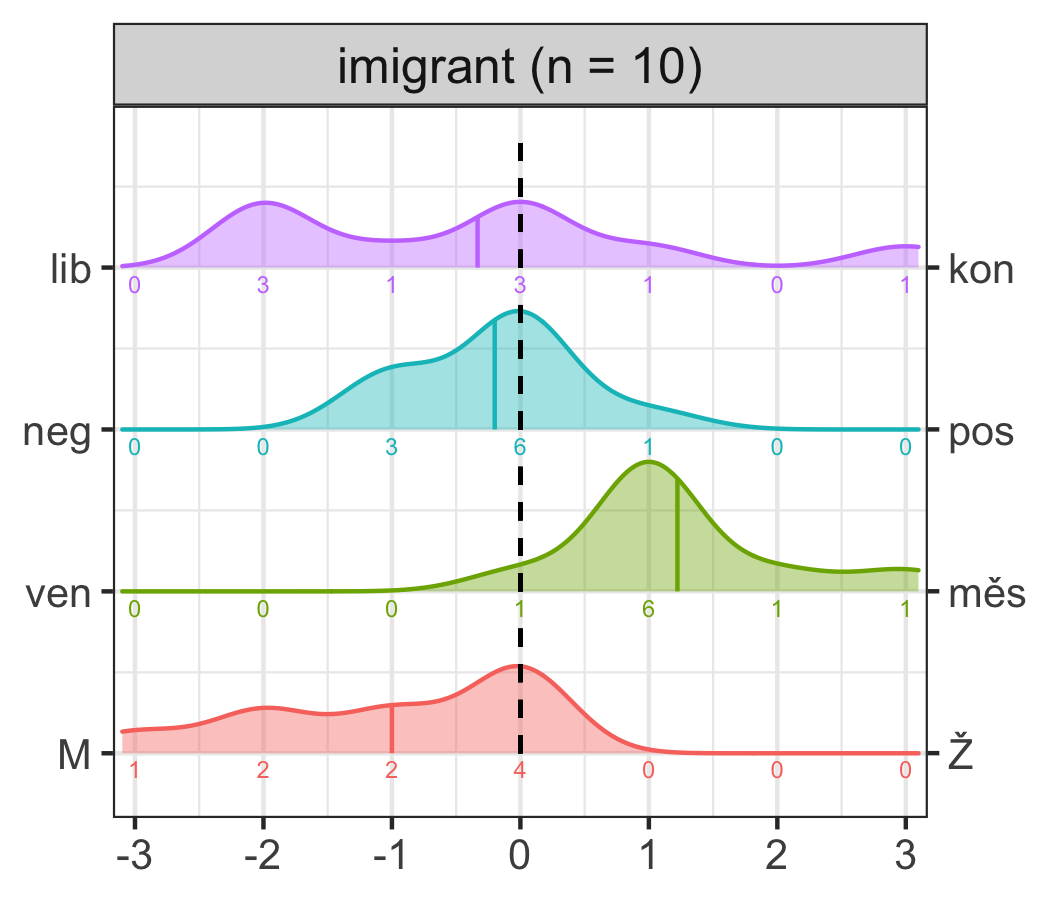 imigrant (n = 10)
lib kon
0 3 1 3 1 0 1
neg pos
0 0 3 6 1 0 0
ven měs
0 0 0 1 6 1 1
M Ž
1 2 2 4 0 0 0
-3 -2 -1 0 1 2 3